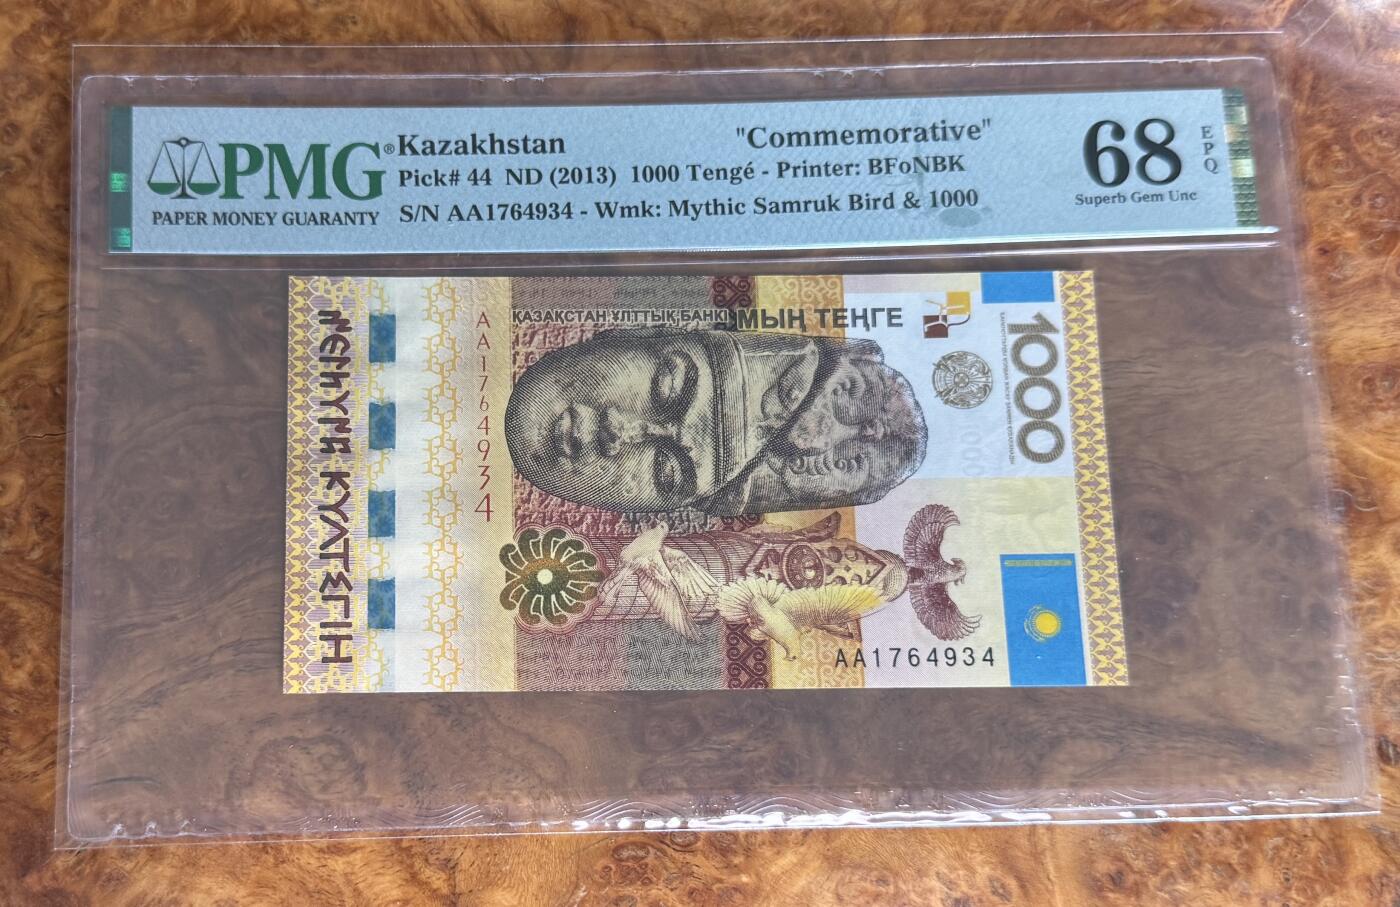 PMG®
PAPER MONEY GUARANTY
Kazakhstan "Commemorative"
Pick# 44 ND (2013) 1000 Tengé - Printer: BFoNBK
S/N AA1764934 - Wmk: Mythic Samruk Bird & 1000
68
EPQ
Superb Gem Unc
ҚАЗАҚСТАН ҰЛТТЫҚ БАНКІ
МЫҢ ТЕҢГЕ
1000
AA1764934
AA1764934
КҮЛТЕГІН